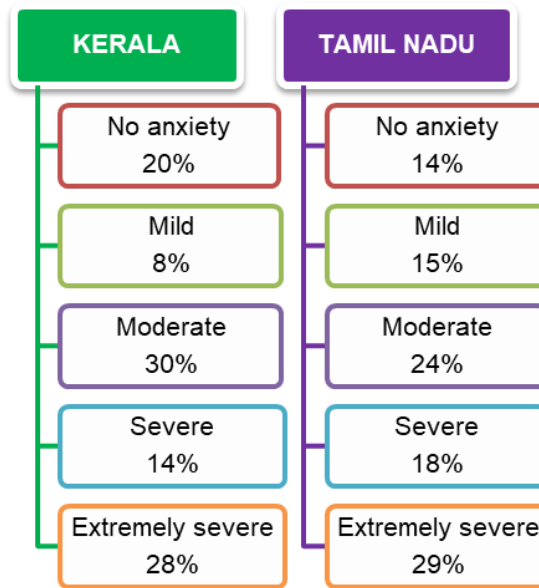 KERALA
No anxiety
20%
Mild
8%
Moderate
30%
Severe
14%
Extremely severe
28%
TAMIL NADU
No anxiety
14%
Mild
15%
Moderate
24%
Severe
18%
Extremely severe
29%